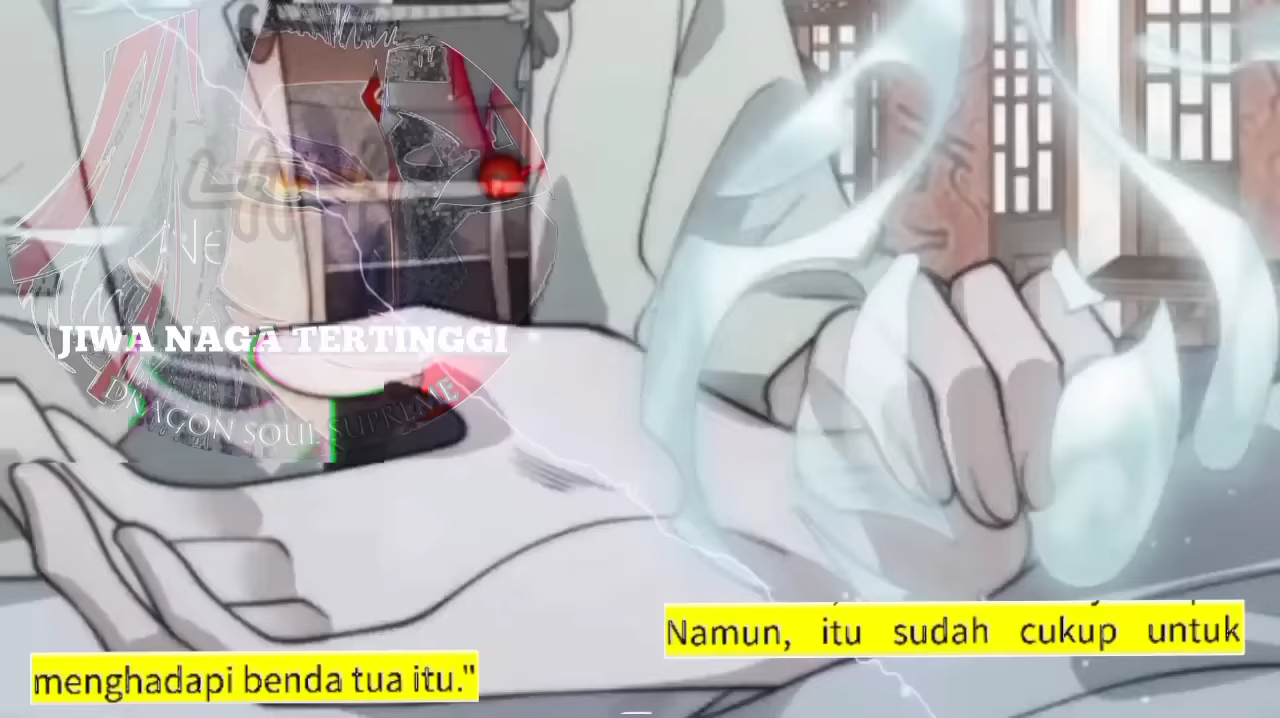 JIWA NAGA TERTINGGI
DRAGON SOUL SUPREME
Namun, itu sudah cukup untuk
menghadapi benda tua itu."